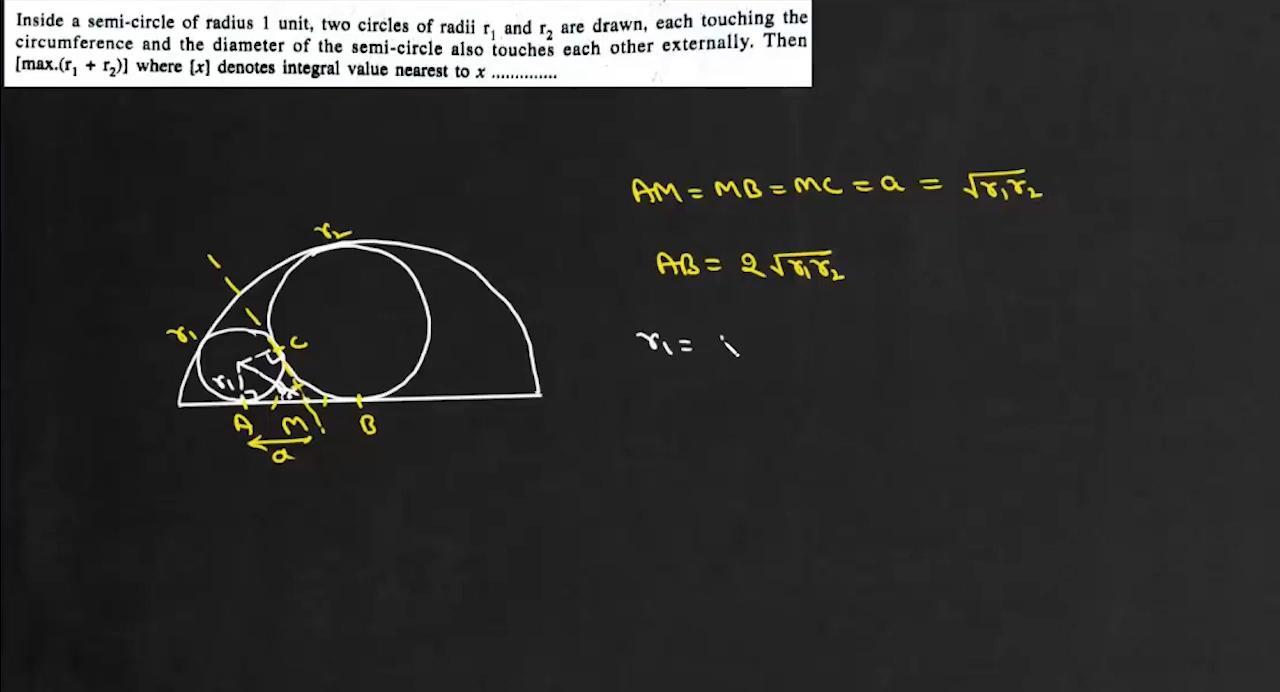 Inside a semi-circle of radius 1 unit, two circles of radii r₁ and r₂ are drawn, each touching the
circumference and the diameter of the semi-circle also touches each other externally. Then
[max.(r₁ + r₂)] where [x] denotes integral value nearest to x ..............
AM = MB = MC = a = √r₁r₂
r₂
AB = 2√r₁r₂
r₁
C
r₁ =
r₁
A M B
a